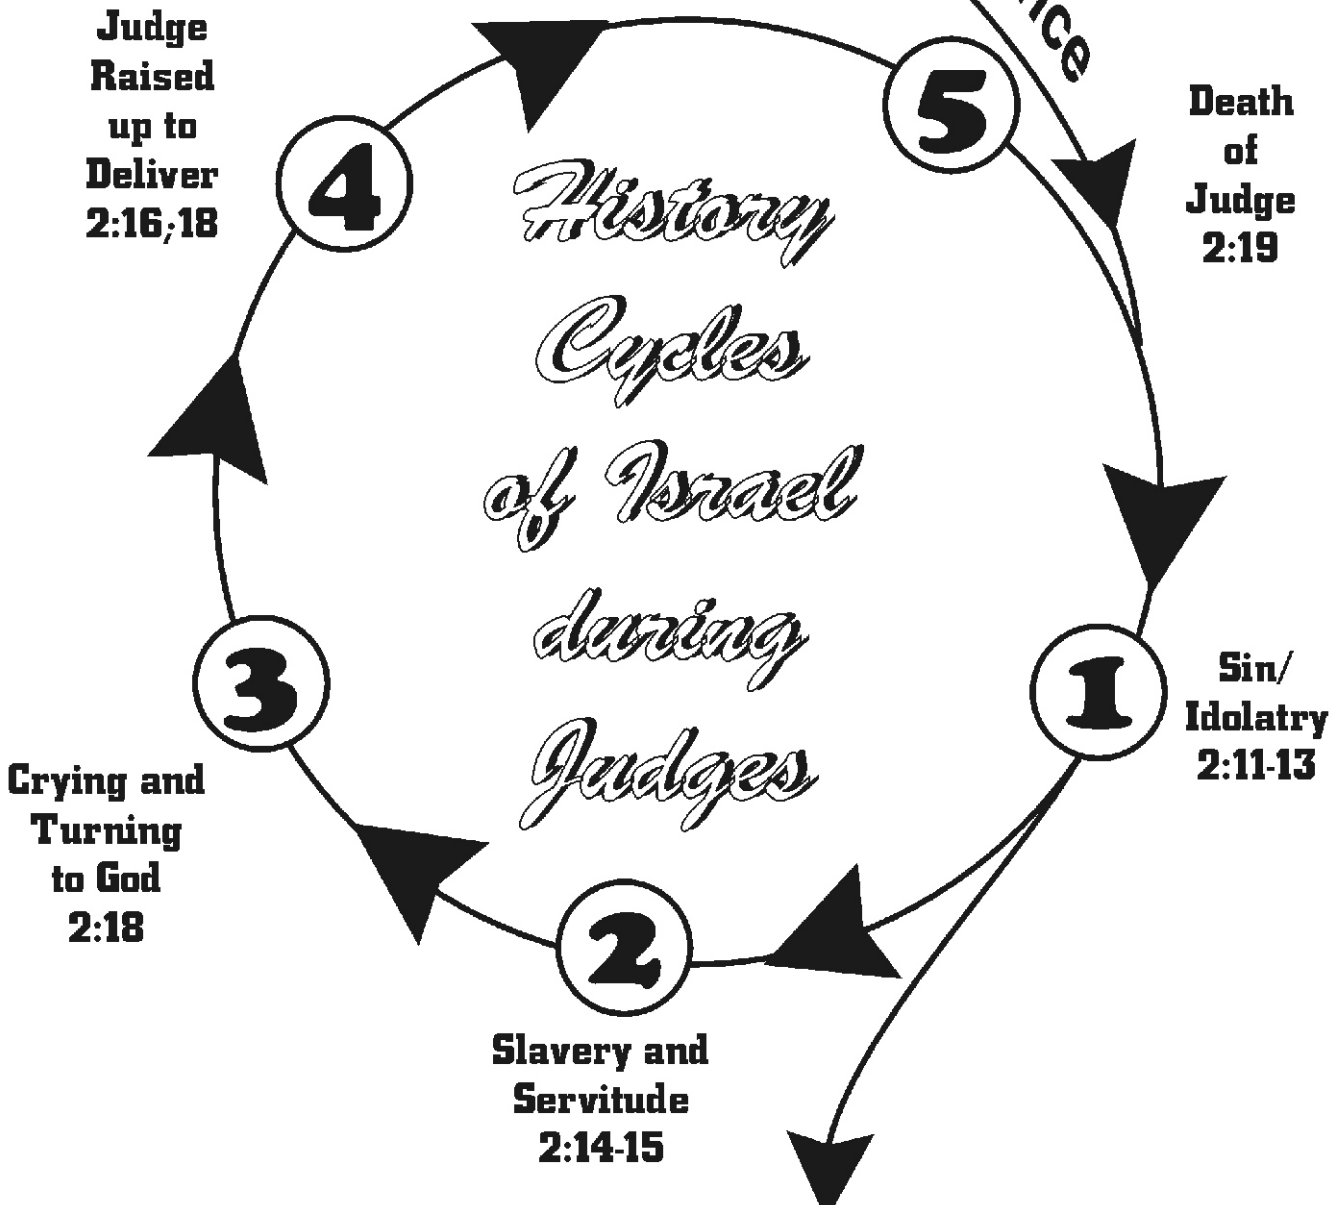 Judge
Raised
up to
Deliver
2:16;18
4
5
Death
of
Judge
2:19
History
Cycles
of Israel
during
Judges
3
Crying and
Turning
to God
2:18
1
Sin/
Idolatry
2:11-13
2
Slavery and
Servitude
2:14-15